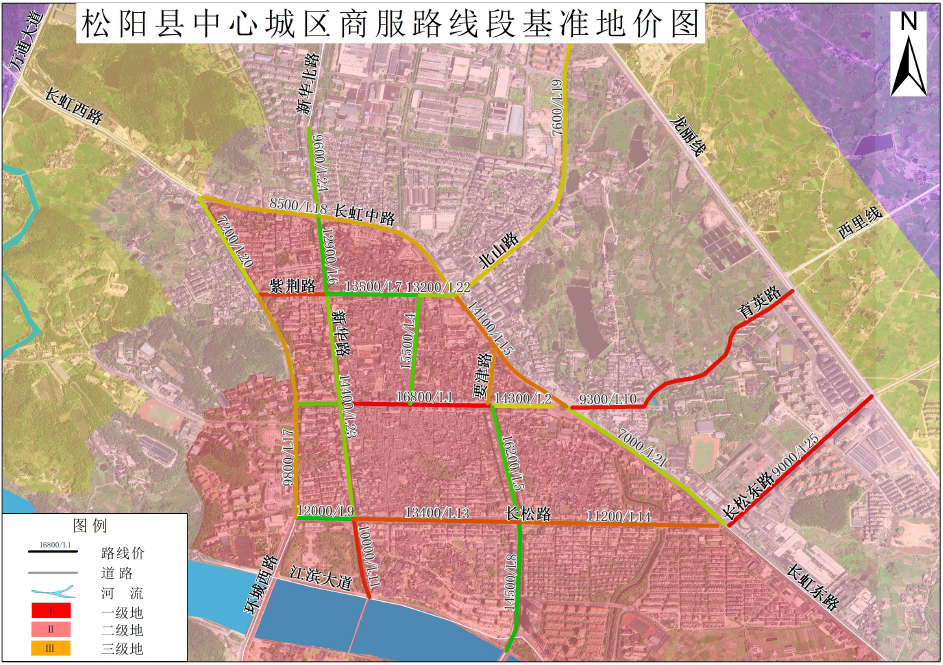 松阳县中心城区商服路线段基准地价图
N
万通大道
长虹西路
新华北路
7600/L19
龙丽线
9600/L24
西里线
8500/L18
长虹中路
7200/L20
12900/L6
北山路
紫荆路
13500/L7
13200/L22
育英路
14100/L15
新华路
15500/L4
要津路
14100/L23
16800/L1
14300/L2
9300/L10
9800/L17
16200/L5
7000/L21
9000/L25
长松东路
12000/L9
13400/L13
长松路
11200/L14
10000/L11
14500/L8
环城西路
江滨大道
长虹东路
图例
16800/L1
路线价
道路
河 流
I
一级地
II
二级地
III
三级地